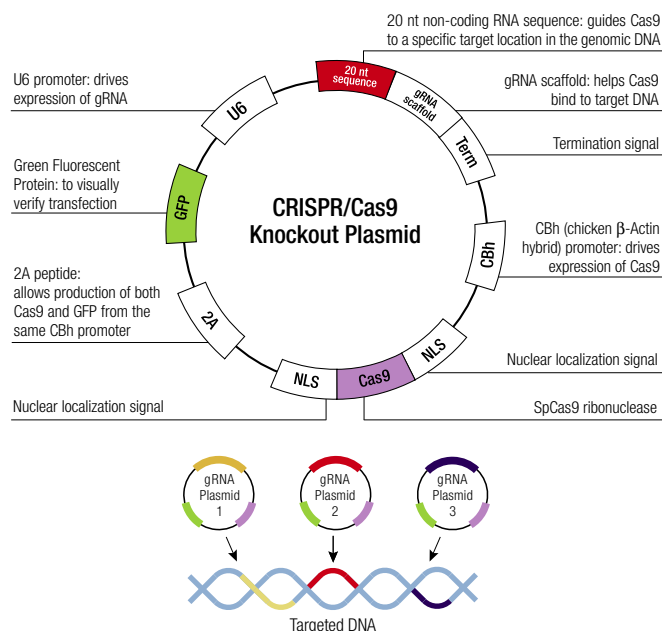 20 nt non-coding RNA sequence: guides Cas9
to a specific target location in the genomic DNA
U6 promoter: drives
expression of gRNA
20 nt
sequence
gRNA
scaffold
gRNA scaffold: helps Cas9
bind to target DNA
U6
Term
Termination signal
Green Fluorescent
Protein: to visually
verify transfection
GFP
CRISPR/Cas9
Knockout Plasmid
CBh
CBh (chicken β-Actin
hybrid) promoter: drives
expression of Cas9
2A peptide:
allows production of both
Cas9 and GFP from the
same CBh promoter
2A
NLS
Cas9
NLS
Nuclear localization signal
Nuclear localization signal
SpCas9 ribonuclease
gRNA
Plasmid
1
gRNA
Plasmid
2
gRNA
Plasmid
3
Targeted DNA